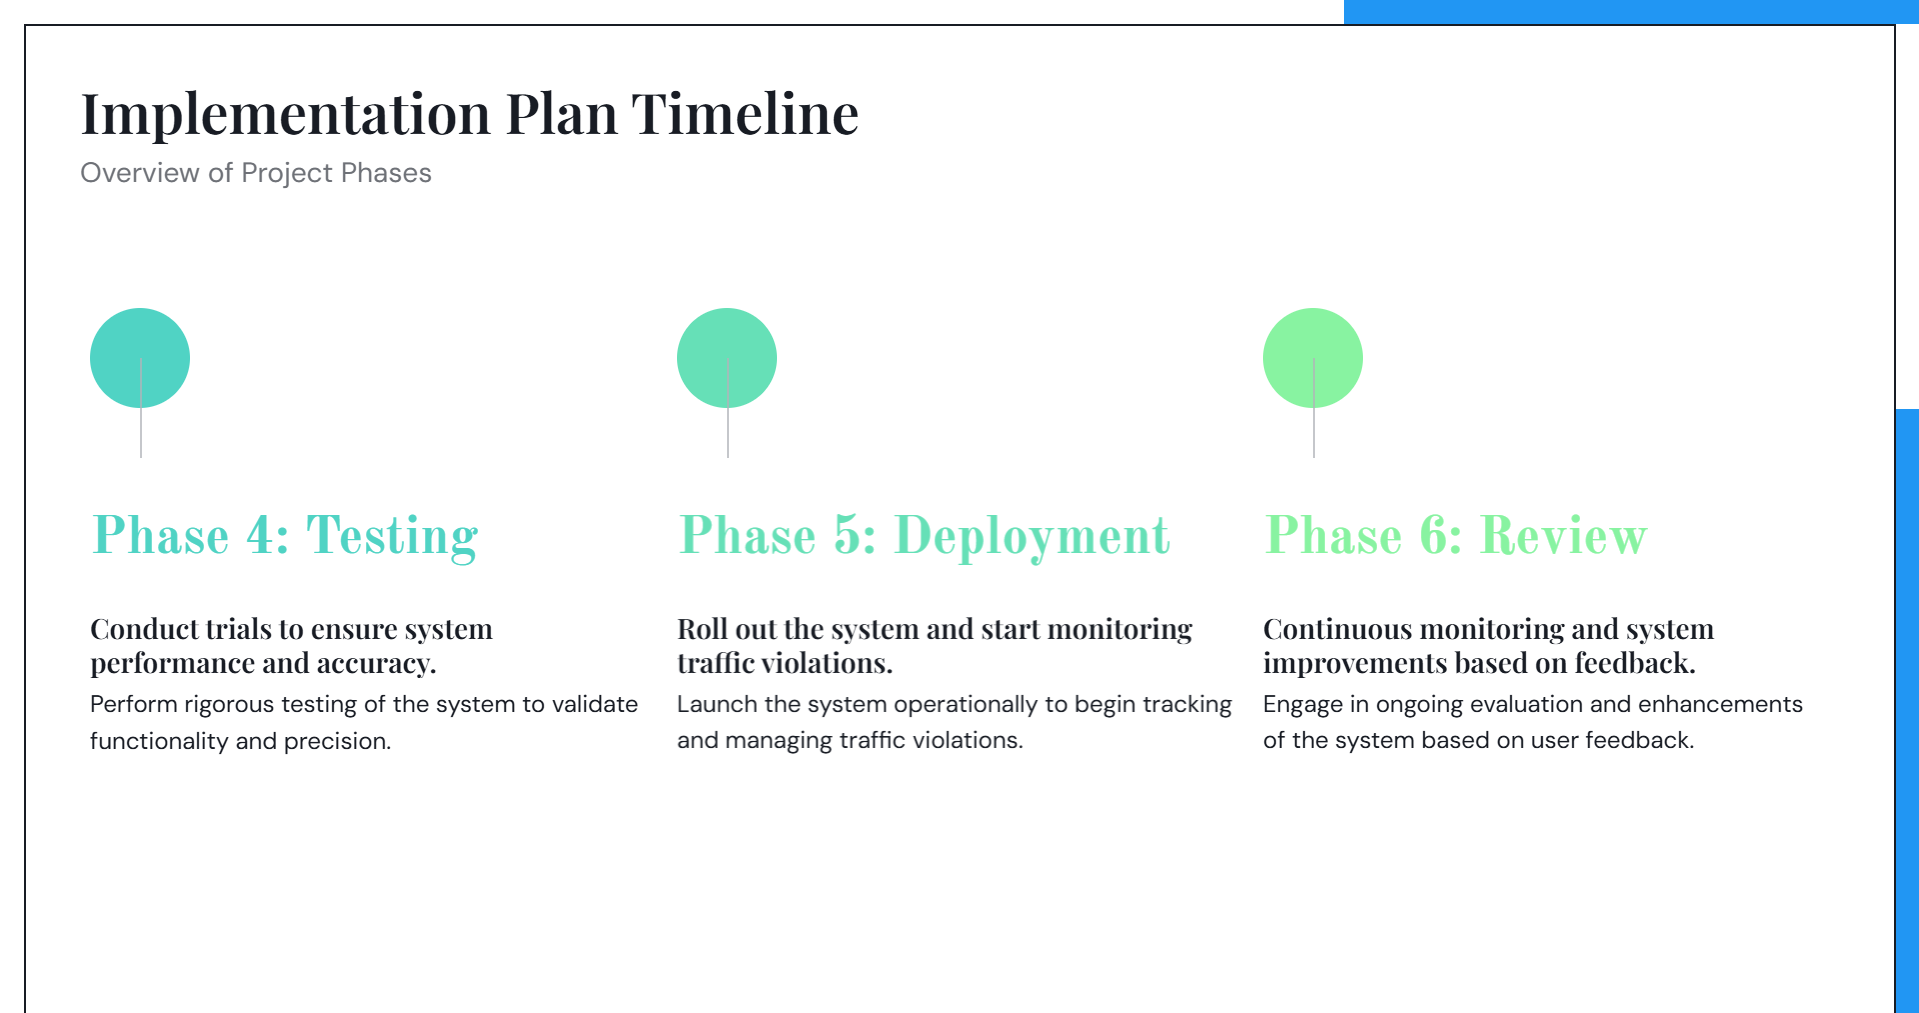 Implementation Plan Timeline
Overview of Project Phases
Phase 4: Testing
Conduct trials to ensure system
performance and accuracy.
Perform rigorous testing of the system to validate
functionality and precision.
Phase 5: Deployment
Roll out the system and start monitoring
traffic violations.
Launch the system operationally to begin tracking
and managing traffic violations.
Phase 6: Review
Continuous monitoring and system
improvements based on feedback.
Engage in ongoing evaluation and enhancements
of the system based on user feedback.